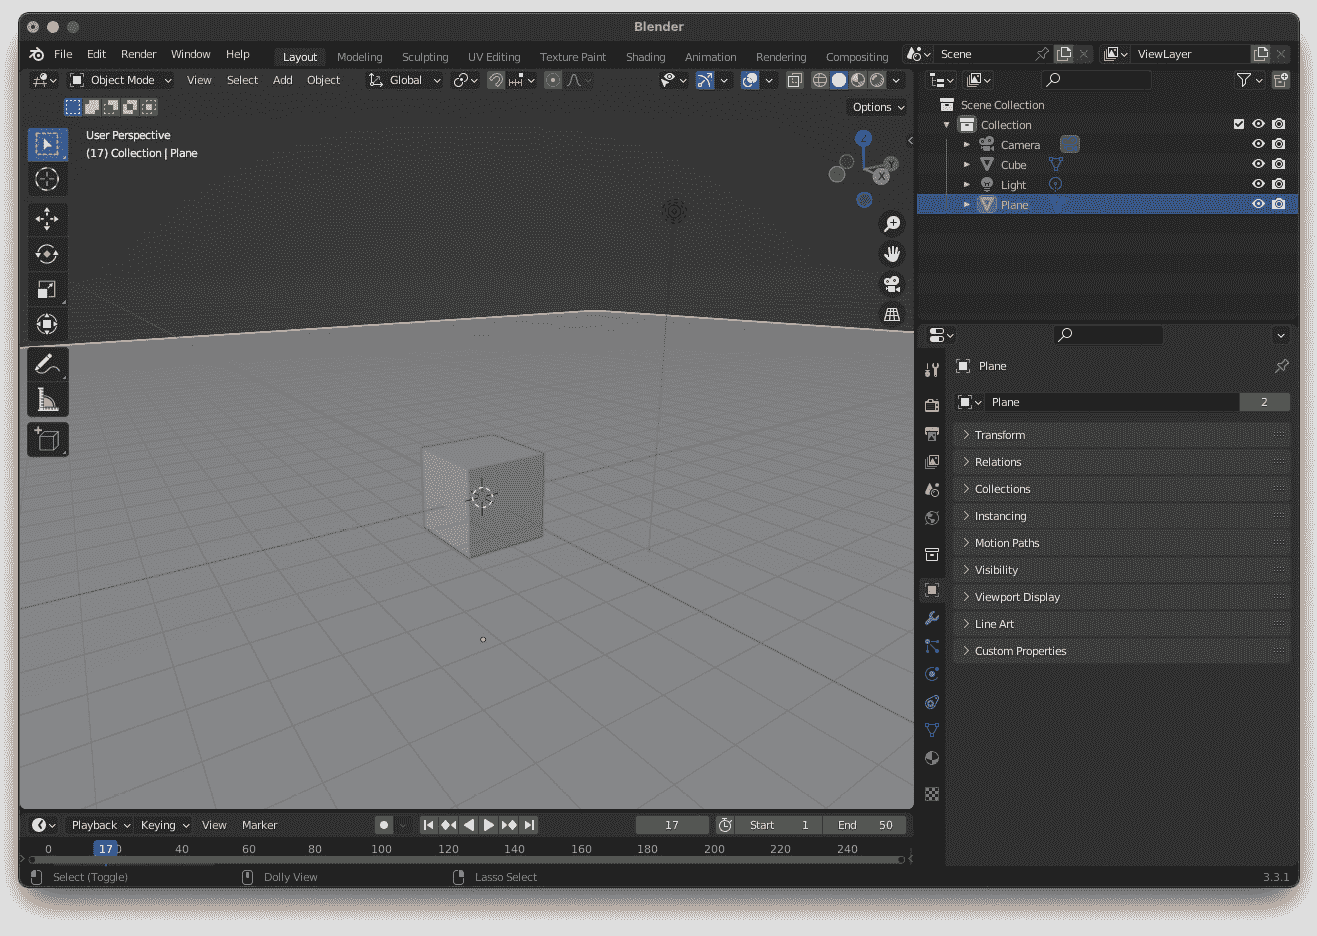 Blender
File Edit Render Window Help Layout Modeling Sculpting UV Editing Texture Paint Shading Animation Rendering Compositing Scene ViewLayer
Object Mode View Select Add Object Global
Options
User Perspective
(17) Collection | Plane
Z
Y
X
Scene Collection
Collection
Camera
Cube
Light
Plane
Plane
Plane 2
Transform
Relations
Collections
Instancing
Motion Paths
Visibility
Viewport Display
Line Art
Custom Properties
Playback Keying View Marker 17 Start 1 End 50
0 17 40 60 80 100 120 140 160 180 200 220 240
Select (Toggle) Dolly View Lasso Select 3.3.1